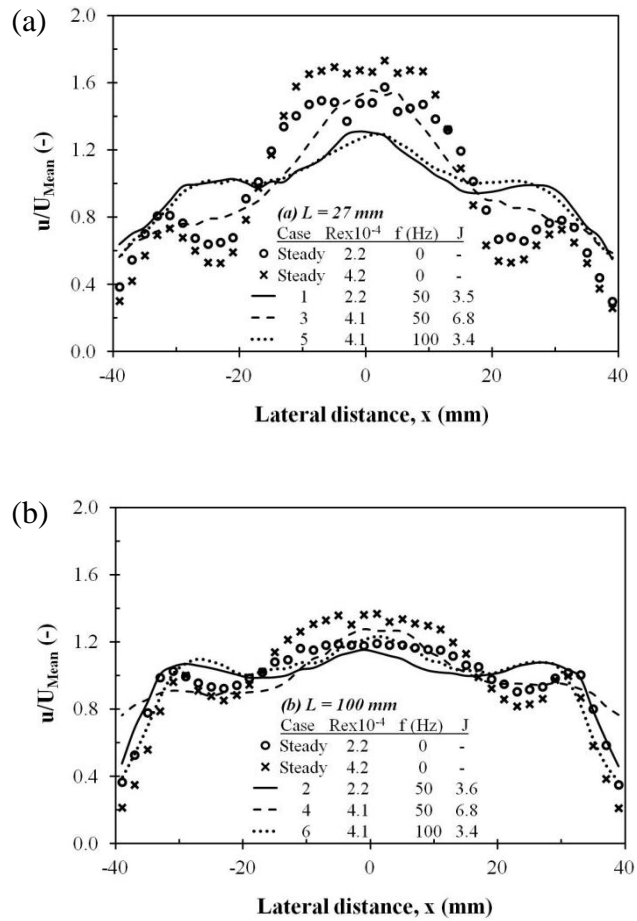 (a)
2.0
1.6
1.2
0.8
0.4
0.0
u/U_Mean (-)
(a) L = 27 mm
Case Rex10⁻⁴ f (Hz) J
Steady 2.2 0 -
Steady 4.2 0 -
1 2.2 50 3.5
3 4.1 50 6.8
5 4.1 100 3.4
-40 -20 0 20 40
Lateral distance, x (mm)
(b)
2.0
1.6
1.2
0.8
0.4
0.0
u/U_Mean (-)
(b) L = 100 mm
Case Rex10⁻⁴ f (Hz) J
Steady 2.2 0 -
Steady 4.2 0 -
2 2.2 50 3.6
4 4.1 50 6.8
6 4.1 100 3.4
-40 -20 0 20 40
Lateral distance, x (mm)